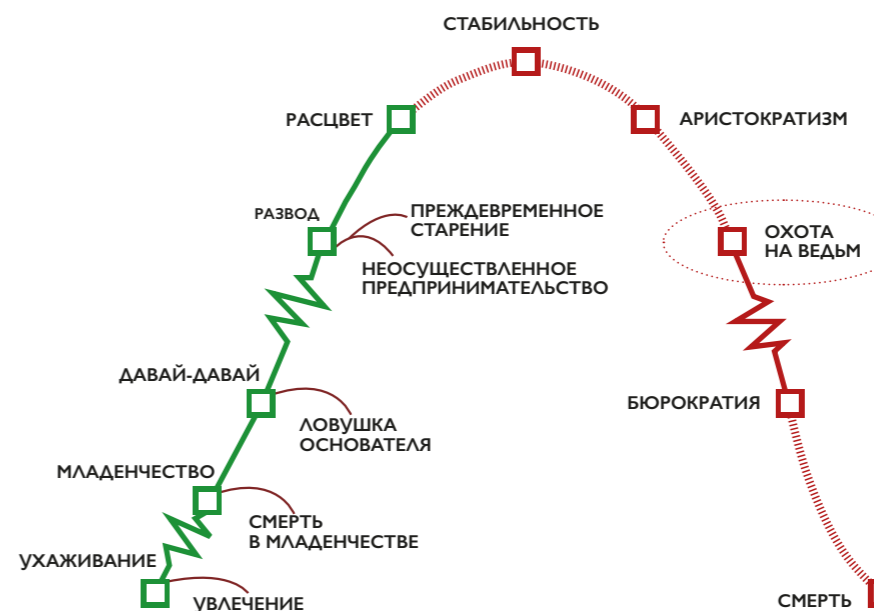 СТАБИЛЬНОСТЬ
РАСЦВЕТ
АРИСТОКРАТИЗМ
РАЗВОД
ПРЕЖДЕВРЕМЕННОЕ
СТАРЕНИЕ
ОХОТА
НА ВЕДЬМ
НЕОСУЩЕСТВЛЕННОЕ
ПРЕДПРИНИМАТЕЛЬСТВО
ДАВАЙ-ДАВАЙ
БЮРОКРАТИЯ
ЛОВУШКА
ОСНОВАТЕЛЯ
МЛАДЕНЧЕСТВО
СМЕРТЬ
В МЛАДЕНЧЕСТВЕ
УХАЖИВАНИЕ
УВЛЕЧЕНИЕ
СМЕРТЬ